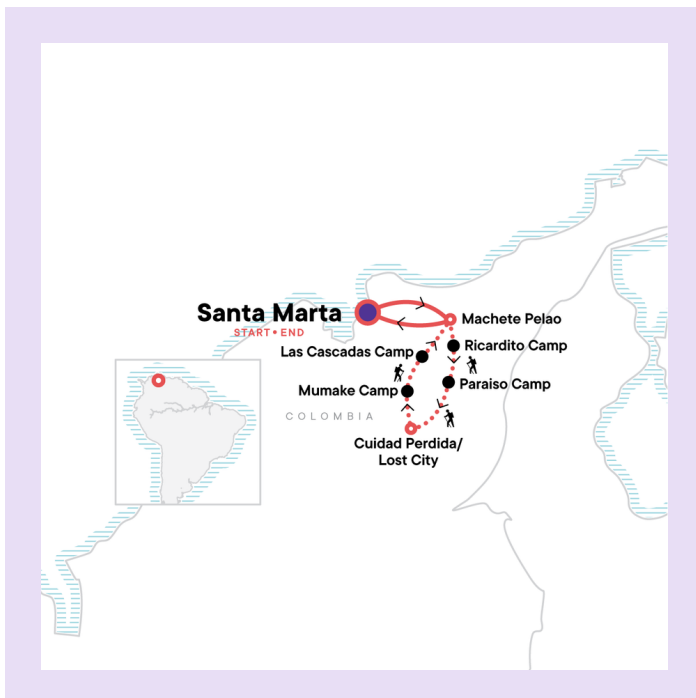 Santa Marta
START • END
Machete Pelao
Ricardito Camp
Las Cascadas Camp
Paraiso Camp
Mumake Camp
COLOMBIA
Cuidad Perdida/
Lost City